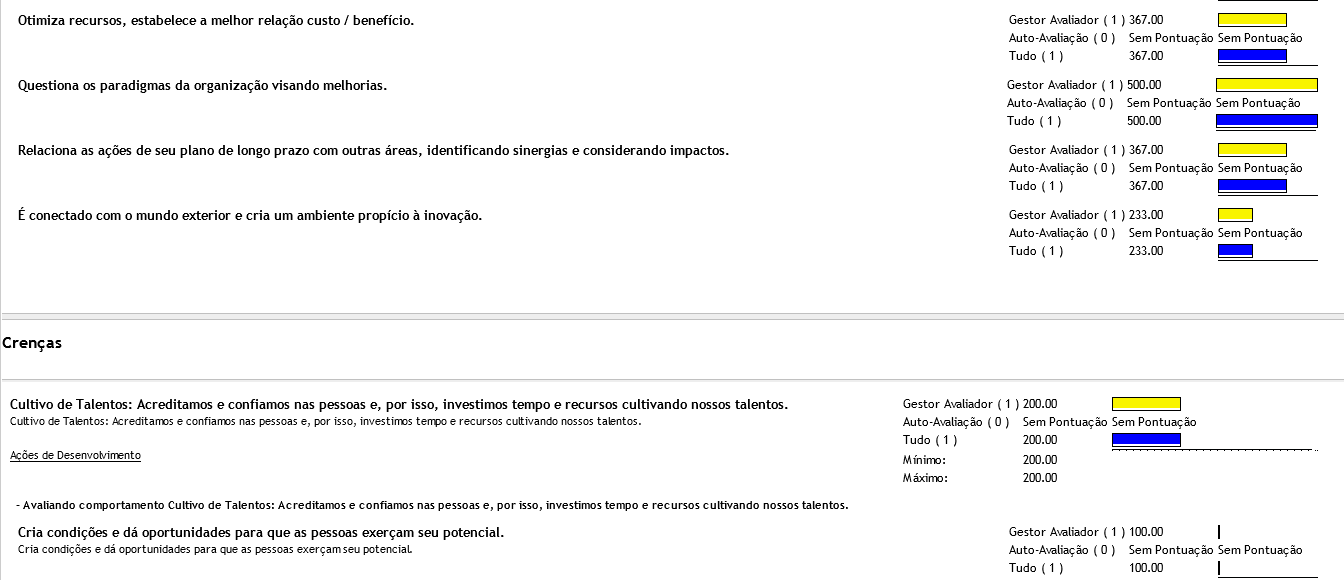 Otimiza recursos, estabelece a melhor relação custo / benefício.
Gestor Avaliador ( 1 ) 367.00
Auto-Avaliação ( 0 ) Sem Pontuação Sem Pontuação
Tudo ( 1 ) 367.00
Questiona os paradigmas da organização visando melhorias.
Gestor Avaliador ( 1 ) 500.00
Auto-Avaliação ( 0 ) Sem Pontuação Sem Pontuação
Tudo ( 1 ) 500.00
Relaciona as ações de seu plano de longo prazo com outras áreas, identificando sinergias e considerando impactos.
Gestor Avaliador ( 1 ) 367.00
Auto-Avaliação ( 0 ) Sem Pontuação Sem Pontuação
Tudo ( 1 ) 367.00
É conectado com o mundo exterior e cria um ambiente propício à inovação.
Gestor Avaliador ( 1 ) 233.00
Auto-Avaliação ( 0 ) Sem Pontuação Sem Pontuação
Tudo ( 1 ) 233.00
Crenças
Cultivo de Talentos: Acreditamos e confiamos nas pessoas e, por isso, investimos tempo e recursos cultivando nossos talentos.
Cultivo de Talentos: Acreditamos e confiamos nas pessoas e, por isso, investimos tempo e recursos cultivando nossos talentos.
Ações de Desenvolvimento
Gestor Avaliador ( 1 ) 200.00
Auto-Avaliação ( 0 ) Sem Pontuação Sem Pontuação
Tudo ( 1 ) 200.00
Mínimo: 200.00
Máximo: 200.00
- Avaliando comportamento Cultivo de Talentos: Acreditamos e confiamos nas pessoas e, por isso, investimos tempo e recursos cultivando nossos talentos.
Cria condições e dá oportunidades para que as pessoas exerçam seu potencial.
Cria condições e dá oportunidades para que as pessoas exerçam seu potencial.
Gestor Avaliador ( 1 ) 100.00
Auto-Avaliação ( 0 ) Sem Pontuação Sem Pontuação
Tudo ( 1 ) 100.00